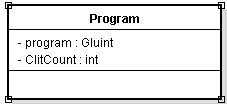 Program
- program : Gluint
- ClitCount : int